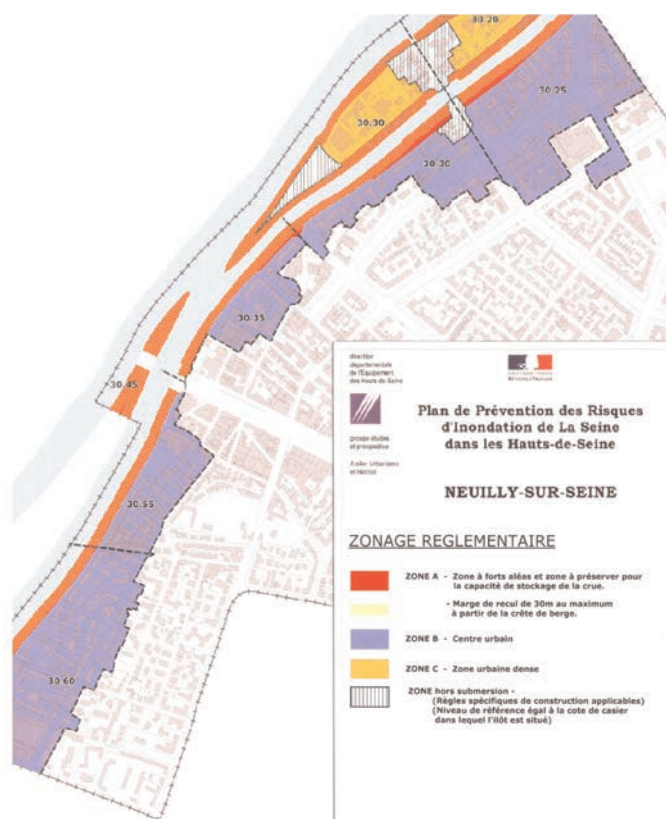 30.20
30.25
30.30
30.30
30.35
30.45
30.55
30.60
direction
départementale
de l'Equipement
des Hauts de Seine
groupe études
et prospective
Atelier Urbanisme
et Habitat
RÉPUBLIQUE FRANÇAISE
Plan de Prévention des Risques
d'Inondation de La Seine
dans les Hauts-de-Seine
NEUILLY-SUR-SEINE
ZONAGE REGLEMENTAIRE
ZONE A - Zone à forts aléas et zone à préserver pour
la capacité de stockage de la crue.
- Marge de recul de 30m au maximum
à partir de la crête de berge.
ZONE B - Centre urbain
ZONE C - Zone urbaine dense
ZONE hors submersion -
(Règles spécifiques de construction applicables)
(Niveau de référence égal à la cote de casier
dans lequel l'îlôt est situé)